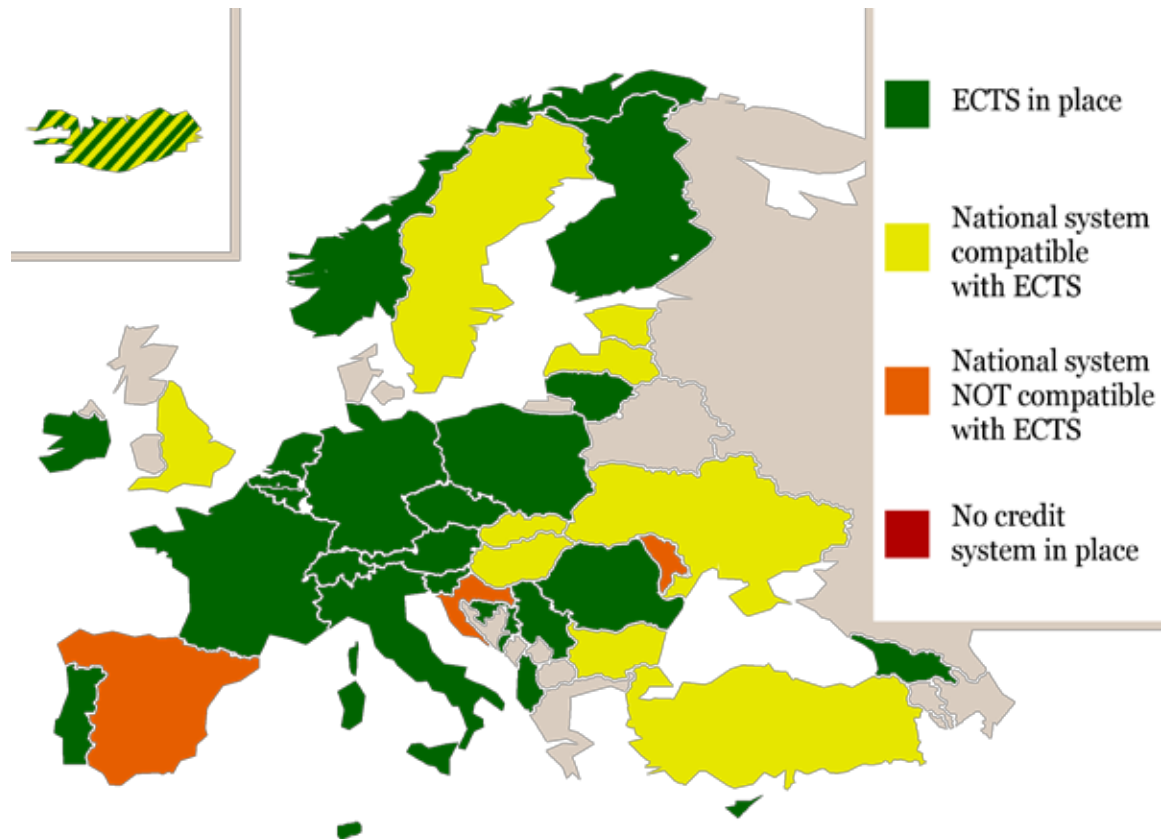 ECTS in place
National system
compatible
with ECTS
National system
NOT compatible
with ECTS
No credit
system in place